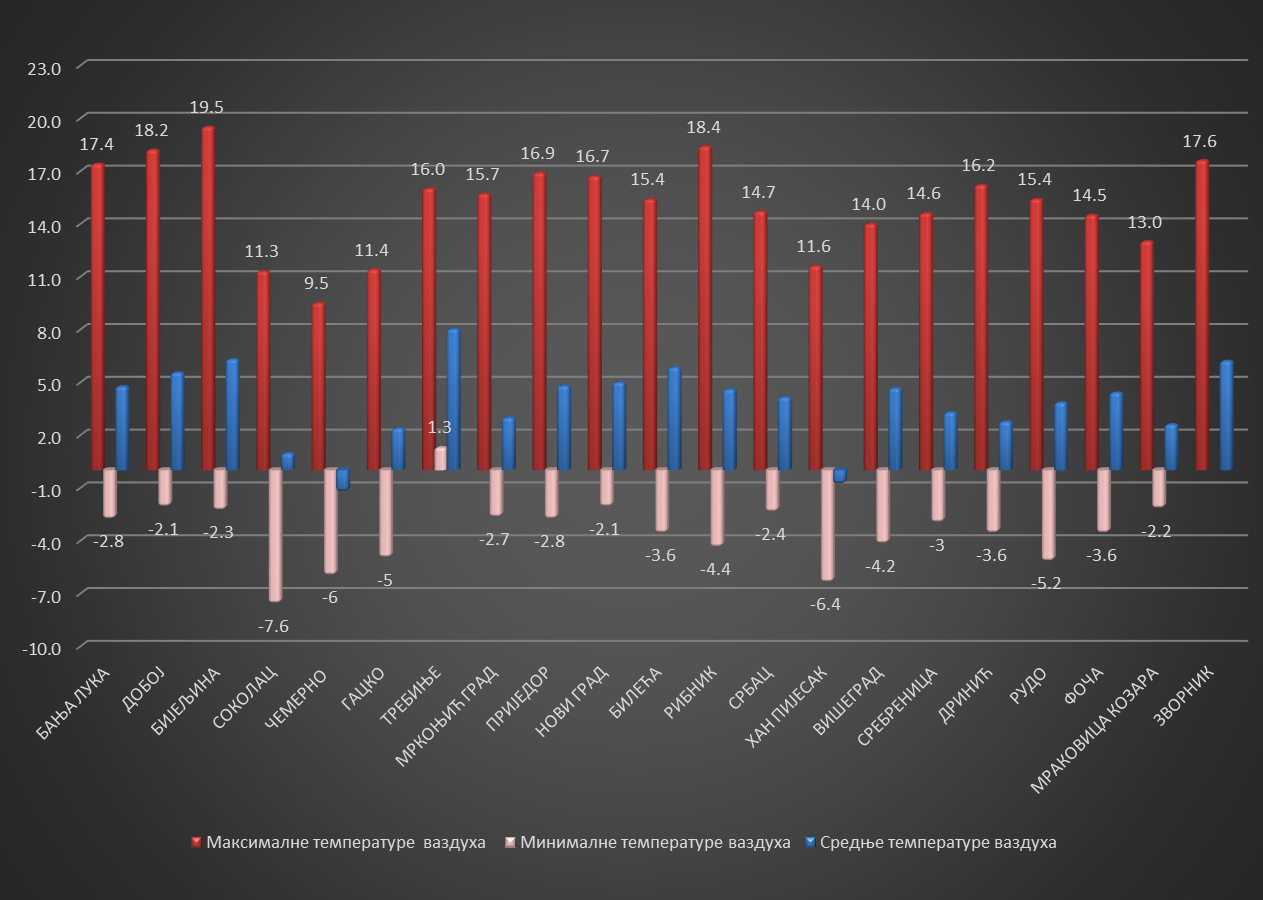 23.0
20.0
17.0
14.0
11.0
8.0
5.0
2.0
-1.0
-4.0
-7.0
-10.0
17.4
18.2
19.5
11.3
9.5
11.4
16.0
15.7
16.9
16.7
15.4
18.4
14.7
11.6
14.0
14.6
16.2
15.4
14.5
13.0
17.6
-2.8
-2.1
-2.3
-7.6
-6
-5
1.3
-2.7
-2.8
-2.1
-3.6
-4.4
-2.4
-6.4
-4.2
-3
-3.6
-5.2
-3.6
-2.2
БАЊА ЛУКА
ДОБОЈ
БИЈЕЉИНА
СОКОЛАЦ
ЧЕМЕРНО
ГАЦКО
ТРЕБИЊЕ
МРКОЊИЋ ГРАД
ПРИЈЕДОР
НОВИ ГРАД
БИЛЕЋА
РИБНИК
СРБАЦ
ХАН ПИЈЕСАК
ВИШЕГРАД
СРЕБРЕНИЦА
ДРИНИЋ
РУДО
ФОЧА
МРАКОВИЦА КОЗАРА
ЗВОРНИК
Максималне температуре ваздуха
Минималне температуре ваздуха
Средње температуре ваздуха